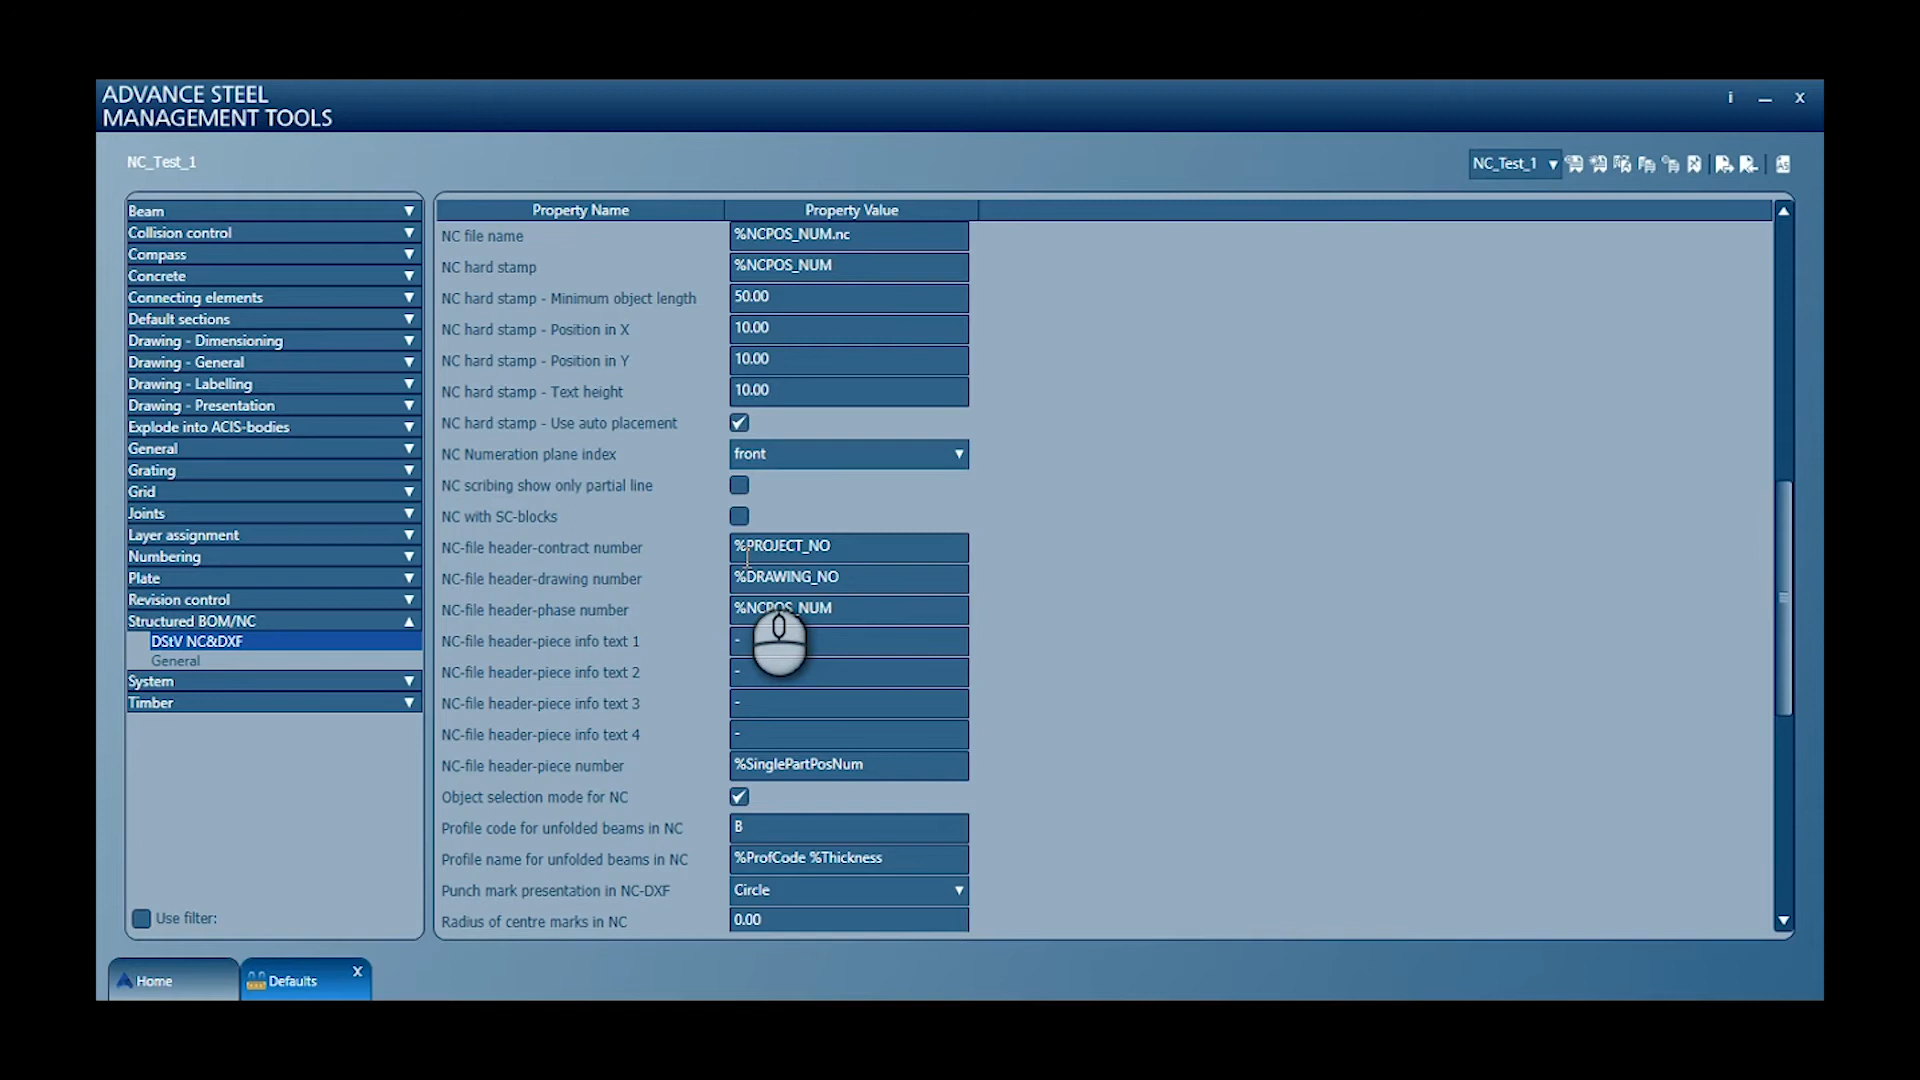 ADVANCE STEEL
MANAGEMENT TOOLS
i
X
NC_Test_1
NC_Test_1
Beam
Collision control
Compass
Concrete
Connecting elements
Default sections
Drawing - Dimensioning
Drawing - General
Drawing - Labelling
Drawing - Presentation
Explode into ACIS-bodies
General
Grating
Grid
Joints
Layer assignment
Numbering
Plate
Revision control
Structured BOM/NC
DStV NC&DXF
General
System
Timber
Use filter:
Property Name Property Value
NC file name %NCPOS_NUM.nc
NC hard stamp %NCPOS_NUM
NC hard stamp - Minimum object length 50.00
NC hard stamp - Position in X 10.00
NC hard stamp - Position in Y 10.00
NC hard stamp - Text height 10.00
NC hard stamp - Use auto placement
NC Numeration plane index front
NC scribing show only partial line
NC with SC-blocks
NC-file header-contract number %PROJECT_NO
NC-file header-drawing number %DRAWING_NO
NC-file header-phase number %NCPOS_NUM
NC-file header-piece info text 1 -
NC-file header-piece info text 2 -
NC-file header-piece info text 3 -
NC-file header-piece info text 4 -
NC-file header-piece number %SinglePartPosNum
Object selection mode for NC
Profile code for unfolded beams in NC B
Profile name for unfolded beams in NC %ProfCode %Thickness
Punch mark presentation in NC-DXF Circle
Radius of centre marks in NC 0.00
Home
Defaults
X